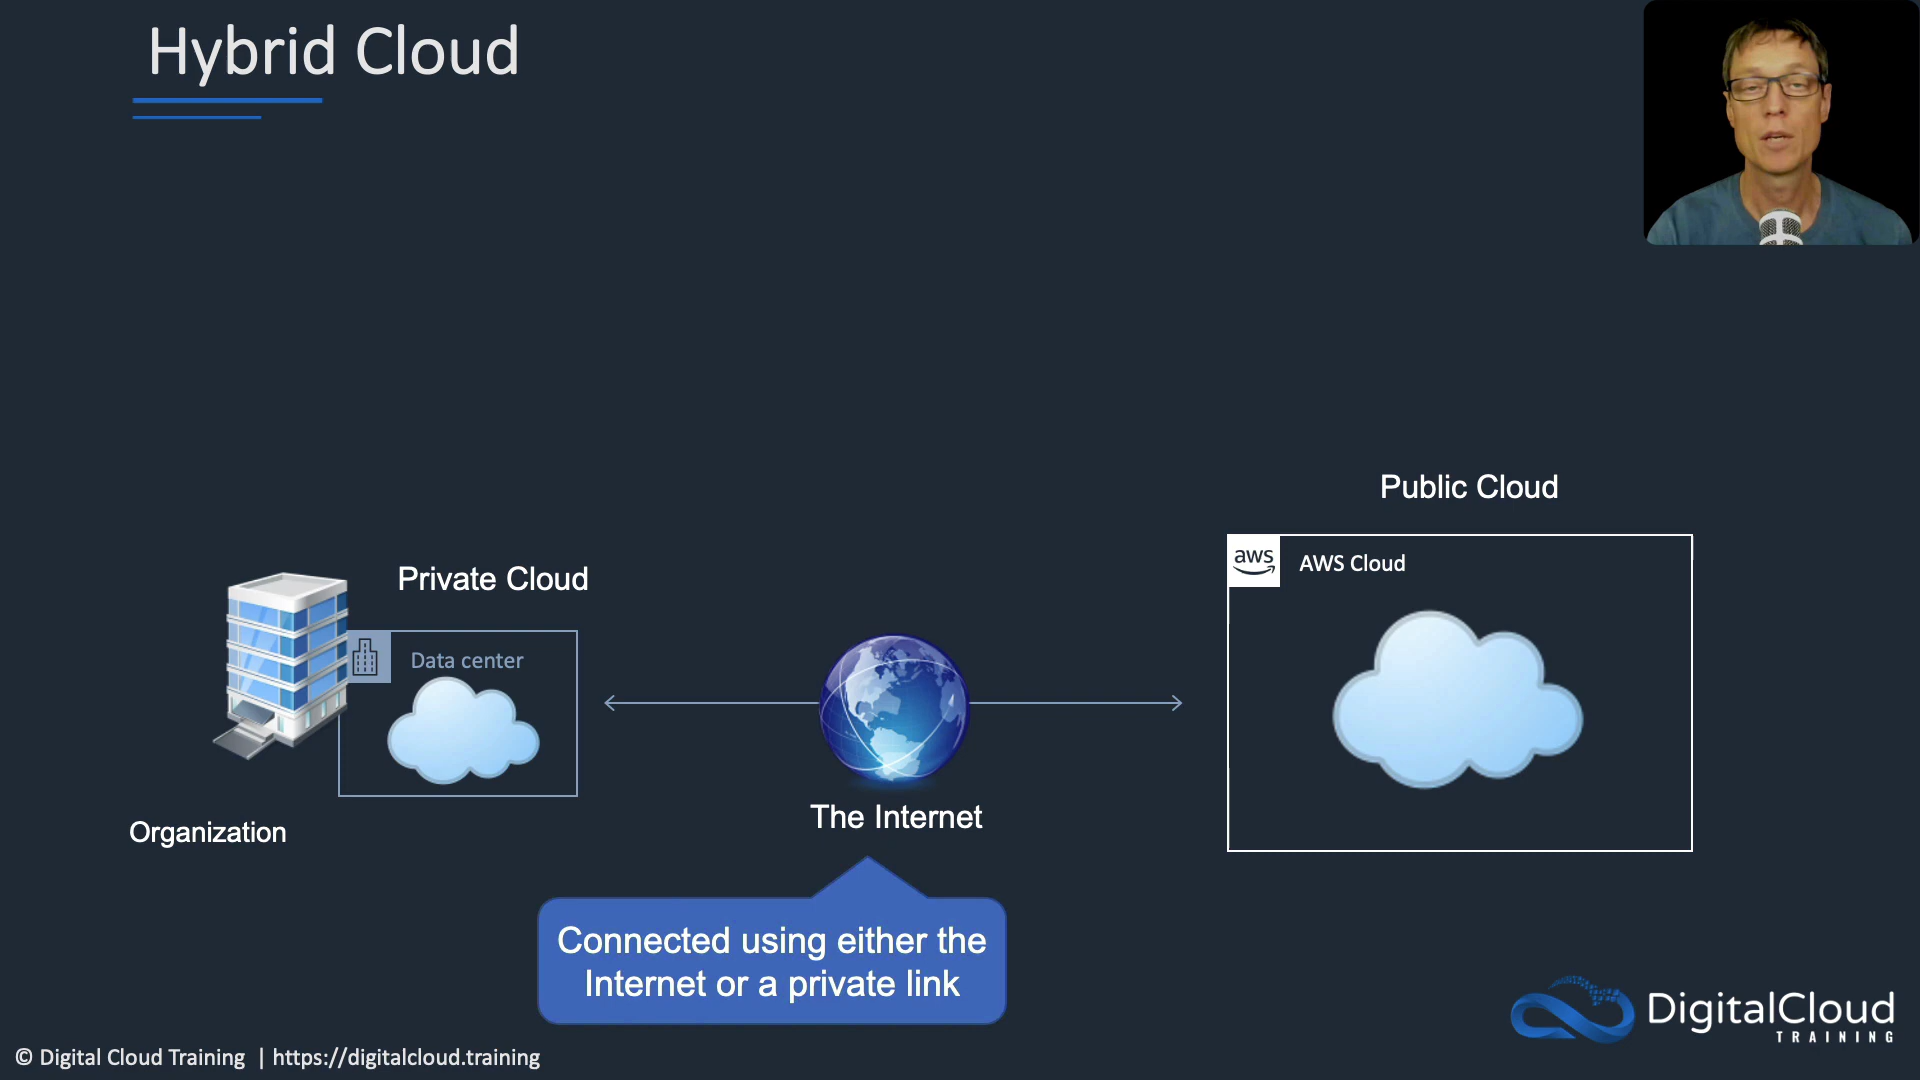 Hybrid Cloud
Public Cloud
aws
AWS Cloud
Private Cloud
Data center
Organization
The Internet
Connected using either the
Internet or a private link
DigitalCloud
TRAINING
© Digital Cloud Training | https://digitalcloud.training